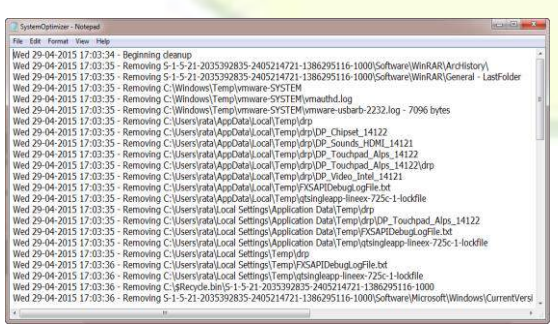 SystemOptimizer - Notepad
File Edit Format View Help
Wed 29-04-2015 17:03:34 - Beginning cleanup
Wed 29-04-2015 17:03:35 - Removing S-1-5-21-2035392835-2405214721-1386295116-1000\Software\WinRAR\ArcHistory\
Wed 29-04-2015 17:03:35 - Removing S-1-5-21-2035392835-2405214721-1386295116-1000\Software\WinRAR\General - LastFolder
Wed 29-04-2015 17:03:35 - Removing C:\Windows\Temp\vmware-SYSTEM
Wed 29-04-2015 17:03:35 - Removing C:\Windows\Temp\vmware-SYSTEM\vmauthd.log
Wed 29-04-2015 17:03:35 - Removing C:\Windows\Temp\vmware-SYSTEM\vmware-usbarb-2232.log - 7096 bytes
Wed 29-04-2015 17:03:35 - Removing C:\Users\rata\AppData\Local\Temp\drp
Wed 29-04-2015 17:03:35 - Removing C:\Users\rata\AppData\Local\Temp\drp\DP_Chipset_14122
Wed 29-04-2015 17:03:35 - Removing C:\Users\rata\AppData\Local\Temp\drp\DP_Sounds_HDMI_14121
Wed 29-04-2015 17:03:35 - Removing C:\Users\rata\AppData\Local\Temp\drp\DP_Touchpad_Alps_14122
Wed 29-04-2015 17:03:35 - Removing C:\Users\rata\AppData\Local\Temp\drp\DP_Touchpad_Alps_14122\drp
Wed 29-04-2015 17:03:35 - Removing C:\Users\rata\AppData\Local\Temp\drp\DP_Video_Intel_14121
Wed 29-04-2015 17:03:35 - Removing C:\Users\rata\AppData\Local\Temp\FXSAPIDebugLogFile.txt
Wed 29-04-2015 17:03:35 - Removing C:\Users\rata\AppData\Local\Temp\qtsingleapp-lineex-725c-1-lockfile
Wed 29-04-2015 17:03:35 - Removing C:\Users\rata\Local Settings\Application Data\Temp\drp
Wed 29-04-2015 17:03:35 - Removing C:\Users\rata\Local Settings\Application Data\Temp\drp\DP_Touchpad_Alps_14122
Wed 29-04-2015 17:03:35 - Removing C:\Users\rata\Local Settings\Application Data\Temp\FXSAPIDebugLogFile.txt
Wed 29-04-2015 17:03:35 - Removing C:\Users\rata\Local Settings\Application Data\Temp\qtsingleapp-lineex-725c-1-lockfile
Wed 29-04-2015 17:03:35 - Removing C:\Users\rata\Local Settings\Temp\drp
Wed 29-04-2015 17:03:36 - Removing C:\Users\rata\Local Settings\Temp\FXSAPIDebugLogFile.txt
Wed 29-04-2015 17:03:36 - Removing C:\Users\rata\Local Settings\Temp\qtsingleapp-lineex-725c-1-lockfile
Wed 29-04-2015 17:03:36 - Removing C:\$Recycle.bin\S-1-5-21-2035392835-2405214721-1386295116-1000
Wed 29-04-2015 17:03:36 - Removing S-1-5-21-2035392835-2405214721-1386295116-1000\Software\Microsoft\Windows\CurrentVersi